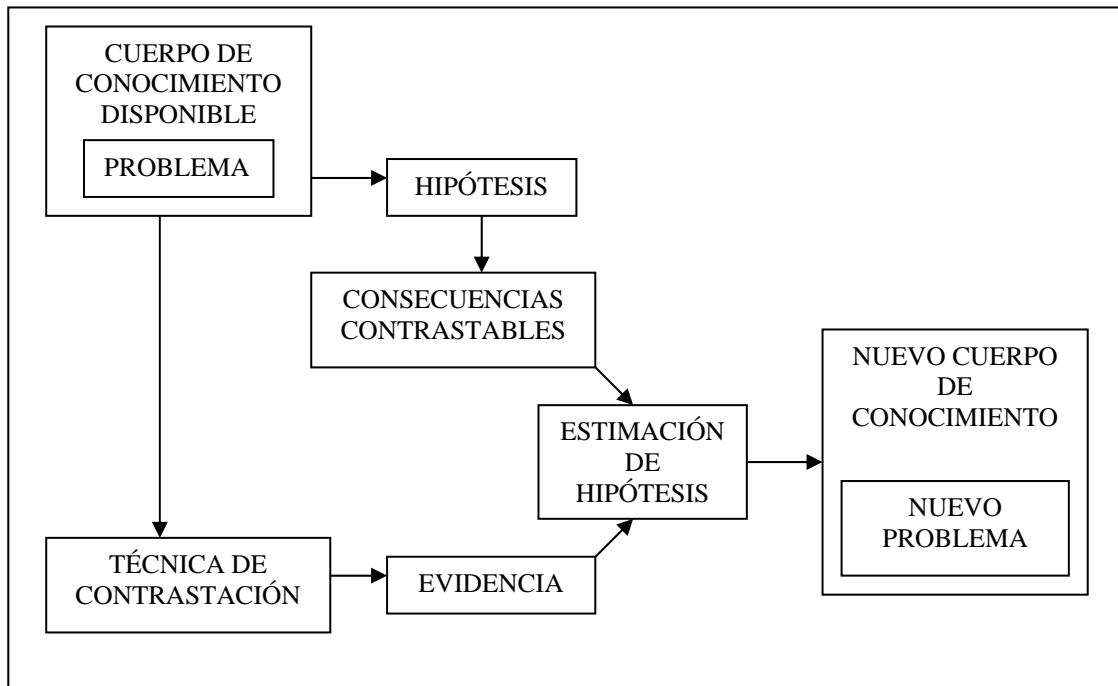 CUERPO DE
CONOCIMIENTO
DISPONIBLE
PROBLEMA
HIPÓTESIS
CONSECUENCIAS
CONTRASTABLES
NUEVO CUERPO
DE
CONOCIMIENTO
ESTIMACIÓN
DE
HIPÓTESIS
NUEVO
PROBLEMA
TÉCNICA DE
CONTRASTACIÓN
EVIDENCIA